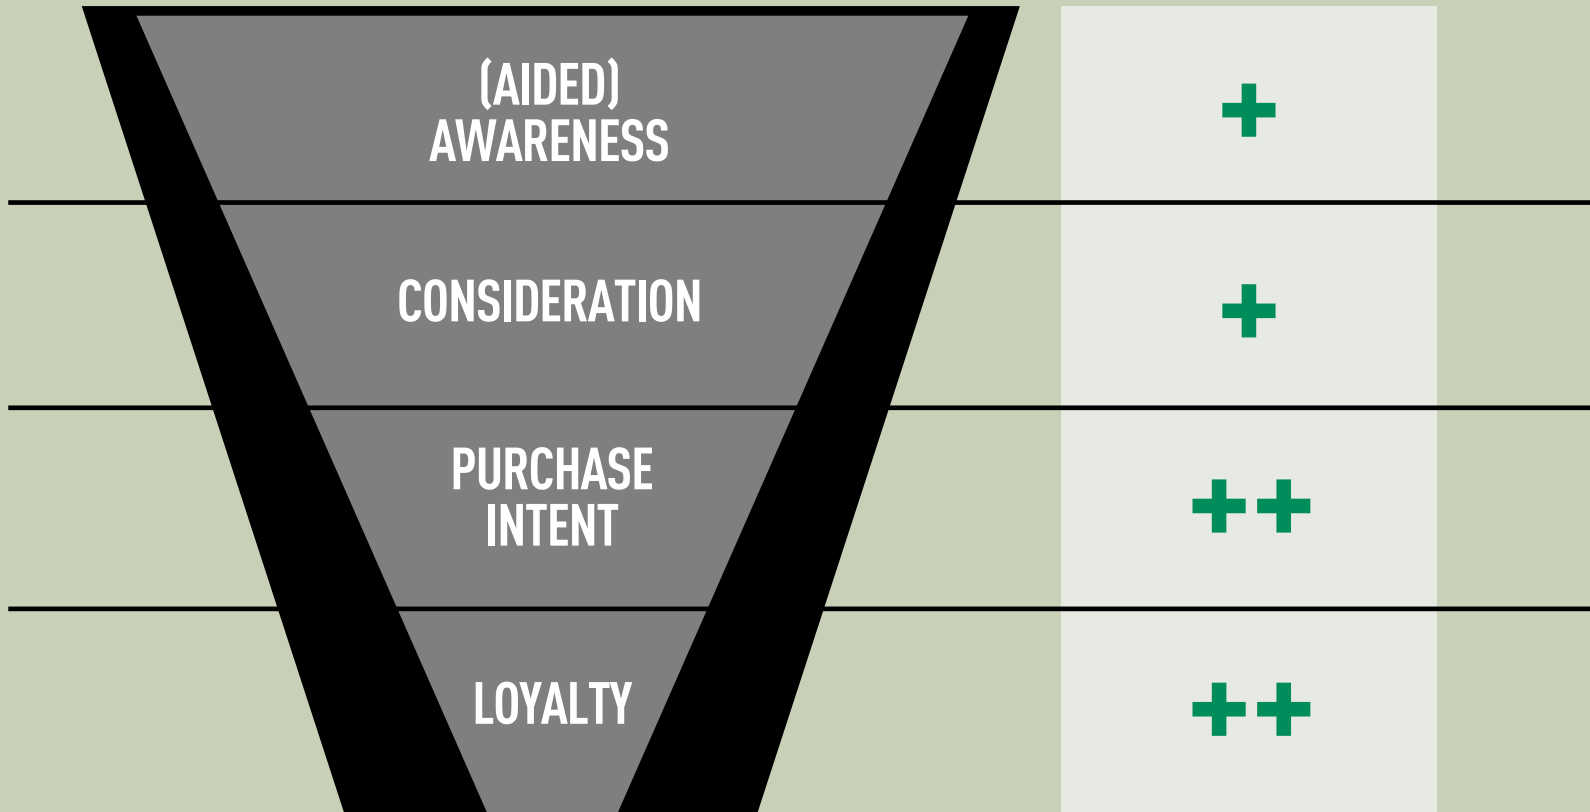 (AIDED)
AWARENESS
+
CONSIDERATION
+
PURCHASE
INTENT
++
LOYALTY
++